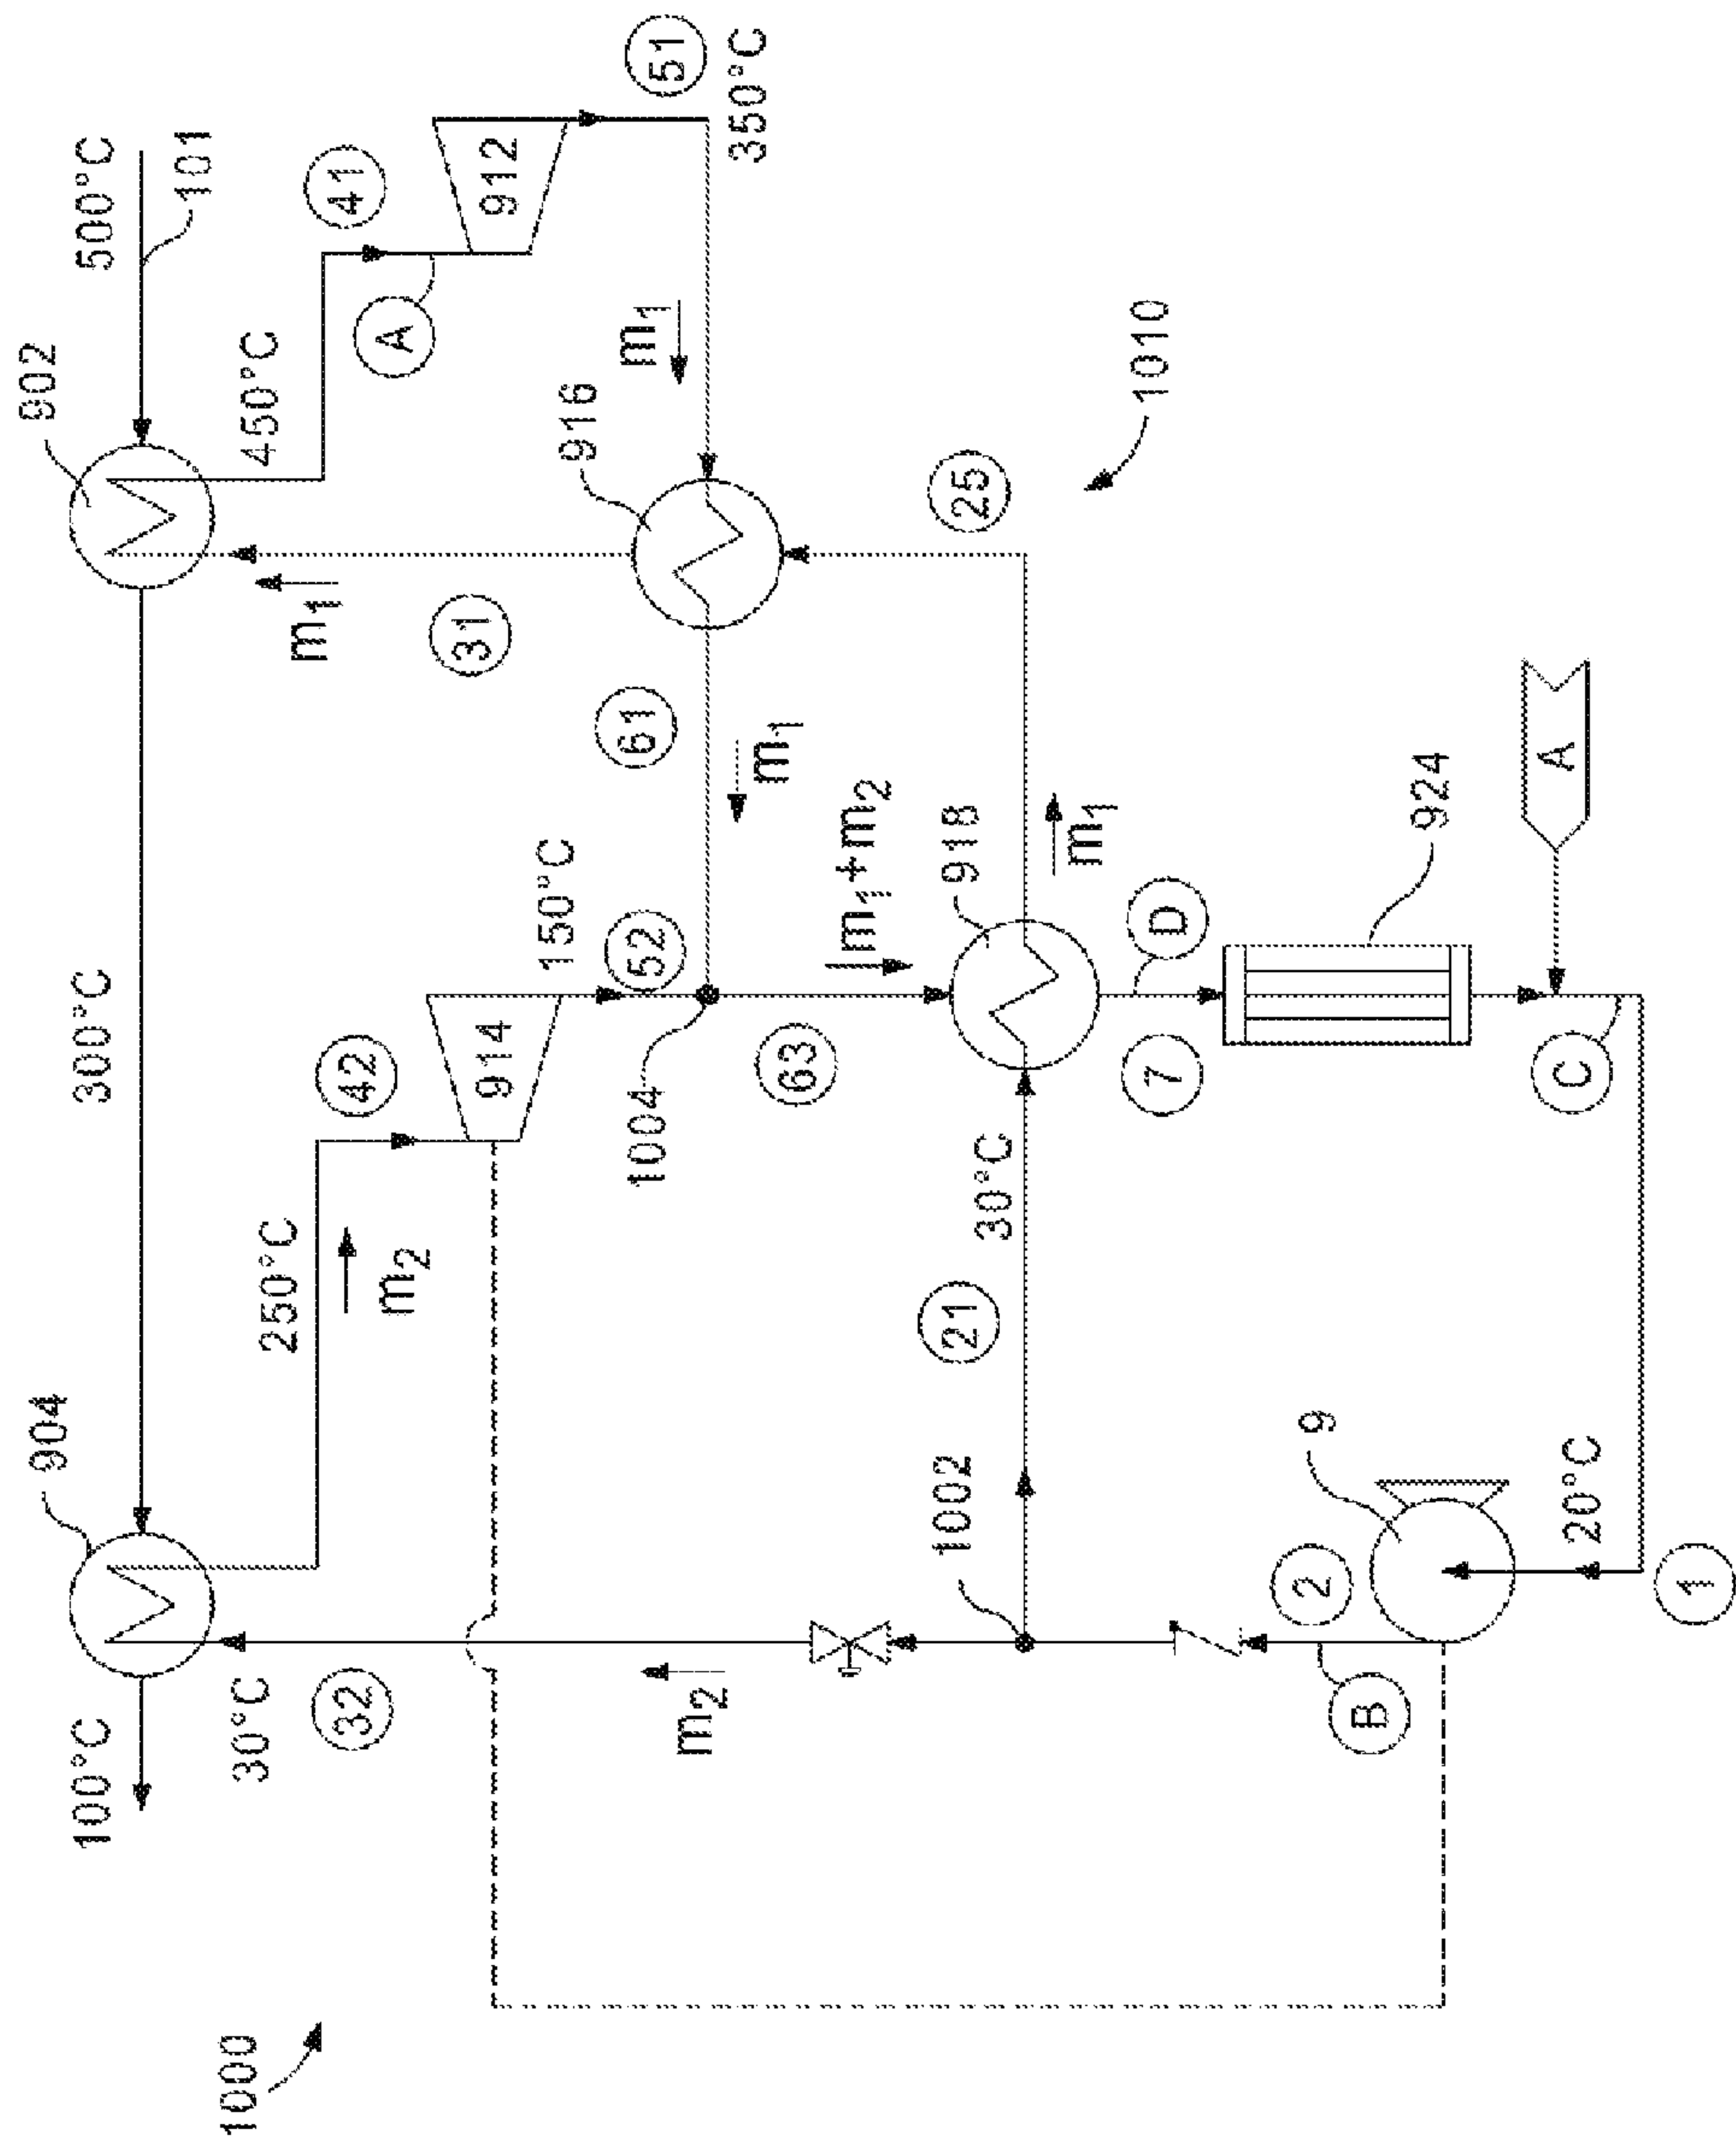 1000
904
902
500°C
101
300°C
100°C
30°C
32
250°C
m₂
42
914
150°C
52
1004
450°C
41
A
912
51
350°C
m₁
31
m₁
916
61
m₁
63
m₁+m₂
918
25
m₁
1010
m₂
1002
21
30°C
7
D
924
A
C
B
2
9
20°C
1